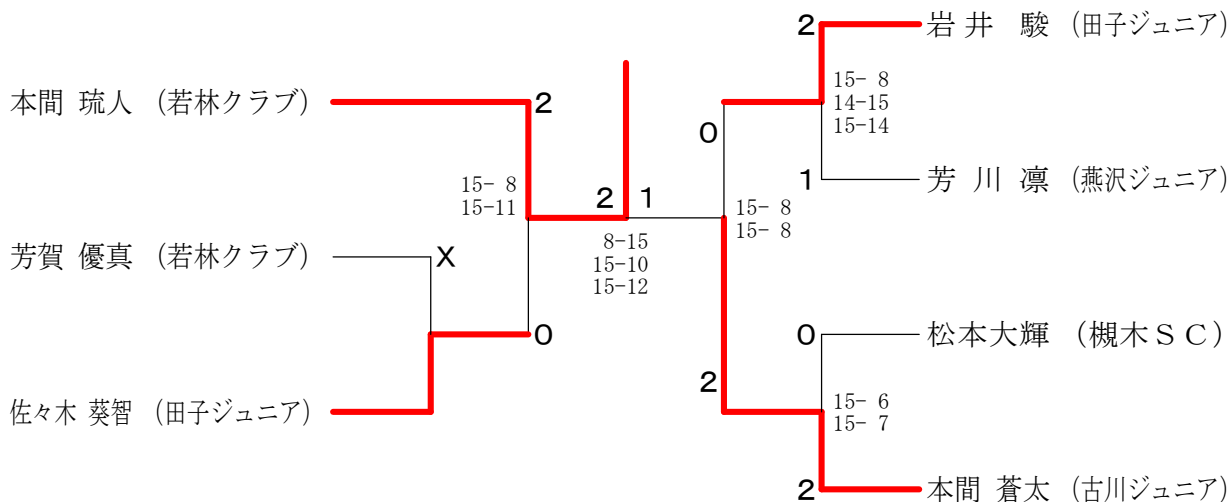 2 岩井 駿 (田子ジュニア)
本間 琉人 (若林クラブ) 2
15- 8
14-15
15-14
0
1 芳川 凛 (燕沢ジュニア)
15- 8
15-11
2 1
15- 8
15- 8
8-15
15-10
15-12
芳賀 優真 (若林クラブ) X
0
0 松本大輝 (槻木ＳＣ)
2
佐々木 葵智 (田子ジュニア)
15- 6
15- 7
2 本間 蒼太 (古川ジュニア)